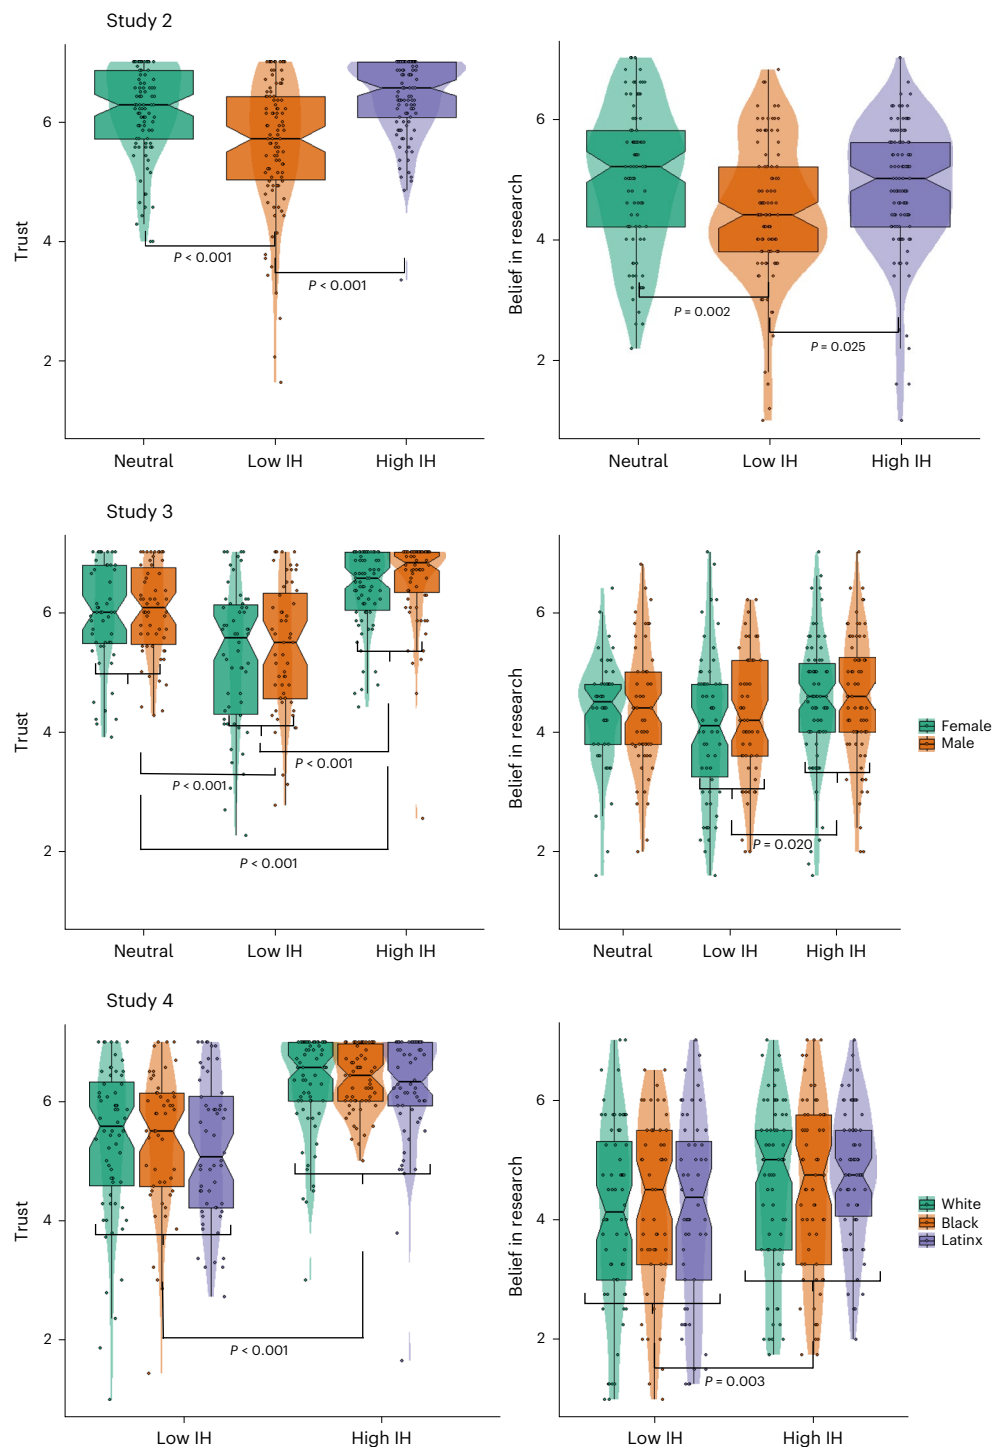 Study 2
Trust
6
4
2
P < 0.001
P < 0.001
Neutral
Low IH
High IH
Belief in research
6
4
2
P = 0.002
P = 0.025
Neutral
Low IH
High IH
Study 3
Trust
6
4
2
P < 0.001
P < 0.001
P < 0.001
Neutral
Low IH
High IH
Belief in research
6
4
2
P = 0.020
Neutral
Low IH
High IH
Female
Male
Study 4
Trust
6
4
2
P < 0.001
Low IH
High IH
Belief in research
6
4
2
P = 0.003
Low IH
High IH
White
Black
Latinx